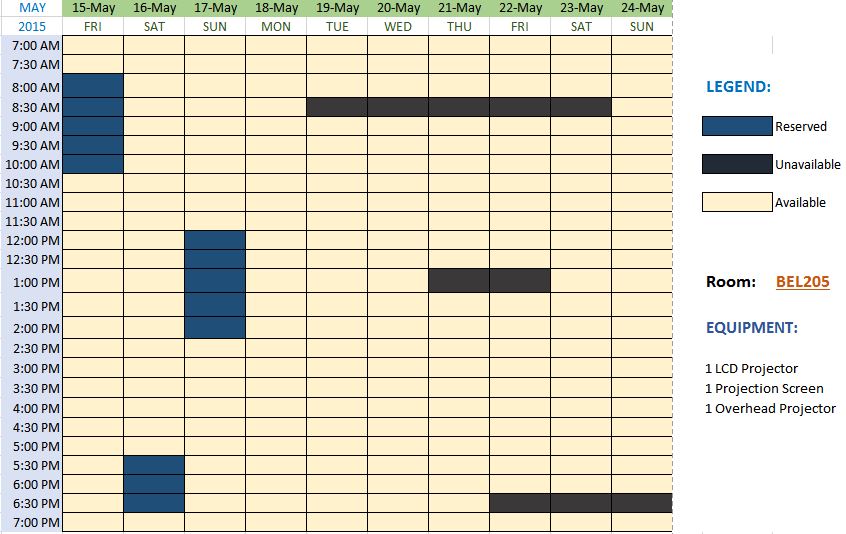 MAY 15-May 16-May 17-May 18-May 19-May 20-May 21-May 22-May 23-May 24-May
2015 FRI SAT SUN MON TUE WED THU FRI SAT SUN
7:00 AM
7:30 AM
8:00 AM
8:30 AM
9:00 AM
9:30 AM
10:00 AM
10:30 AM
11:00 AM
11:30 AM
12:00 PM
12:30 PM
1:00 PM
1:30 PM
2:00 PM
2:30 PM
3:00 PM
3:30 PM
4:00 PM
4:30 PM
5:00 PM
5:30 PM
6:00 PM
6:30 PM
7:00 PM
LEGEND:
Reserved
Unavailable
Available
Room: BEL205
EQUIPMENT:
1 LCD Projector
1 Projection Screen
1 Overhead Projector